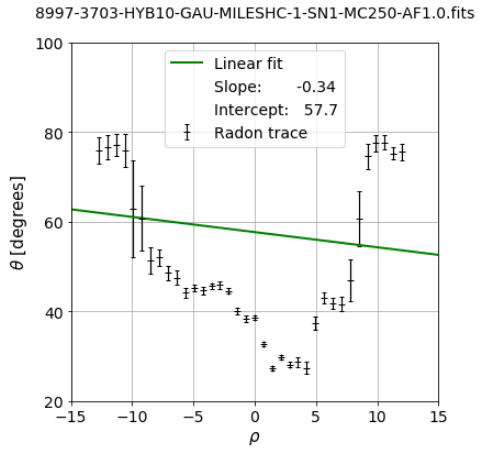 8997-3703-HYB10-GAU-MILESHC-1-SN1-MC250-AF1.0.fits
100
80
60
40
20
θ [degrees]
Linear fit
Slope: -0.34
Intercept: 57.7
Radon trace
−15 −10 −5 0 5 10 15
ρ